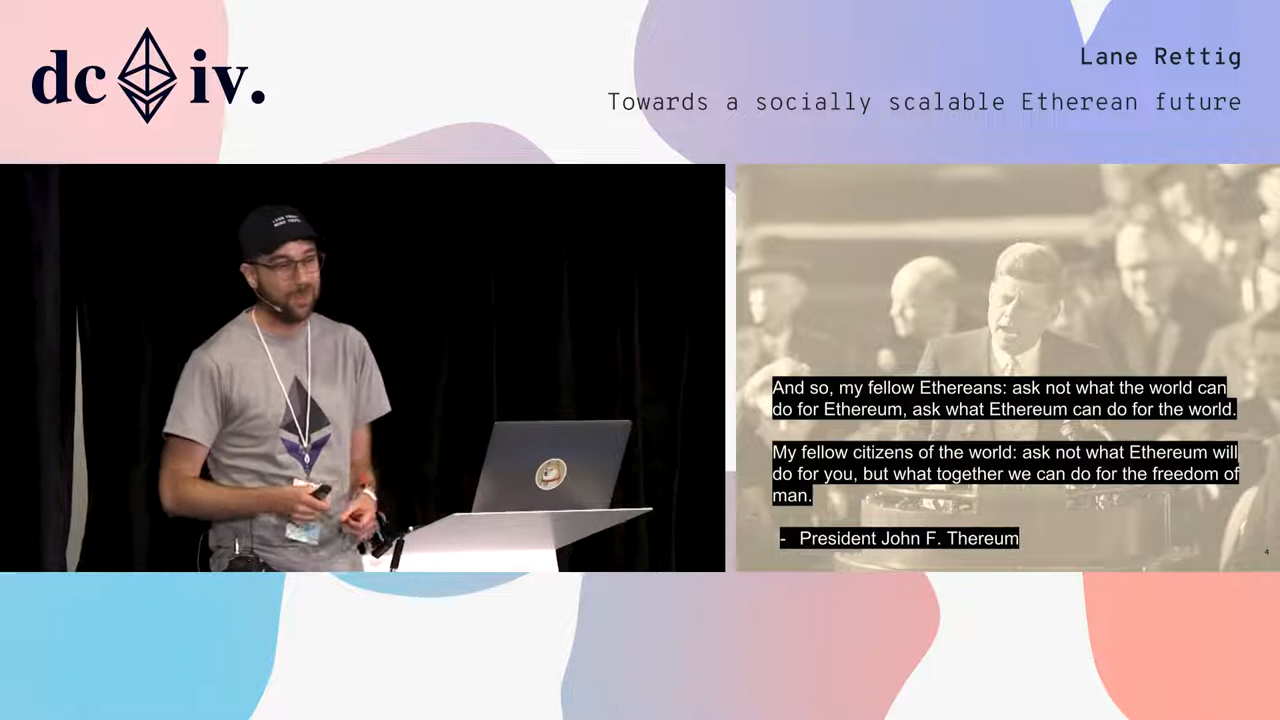 dc iv.
Lane Rettig
Towards a socially scalable Etherean future
And so, my fellow Ethereans: ask not what the world can
do for Ethereum, ask what Ethereum can do for the world.
My fellow citizens of the world: ask not what Ethereum will
do for you, but what together we can do for the freedom of
man.
- President John F. Thereum
4